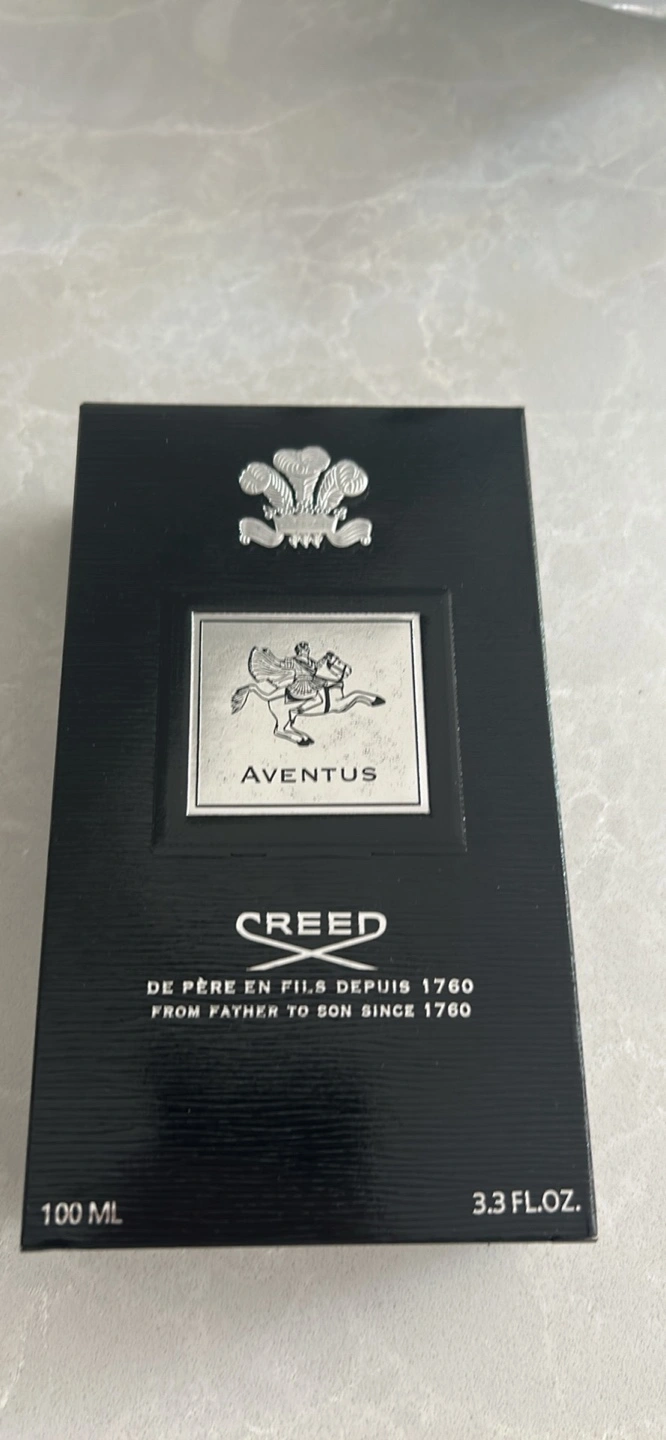 AVENTUS
CREED
DE PÈRE EN FILS DEPUIS 1760
FROM FATHER TO SON SINCE 1760
100 ML
3.3 FL.OZ.